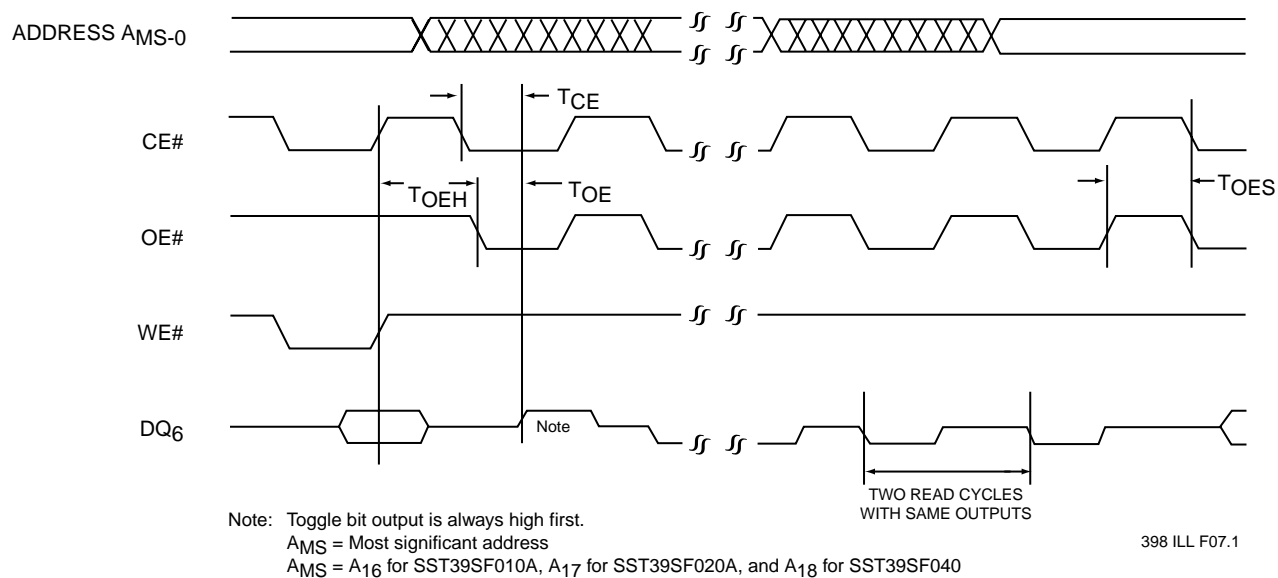 ADDRESS AMS-0
TCE
CE#
TOEH
TOE
TOES
OE#
WE#
DQ6
Note
TWO READ CYCLES
WITH SAME OUTPUTS
Note: Toggle bit output is always high first.
AMS = Most significant address
398 ILL F07.1
AMS = A16 for SST39SF010A, A17 for SST39SF020A, and A18 for SST39SF040